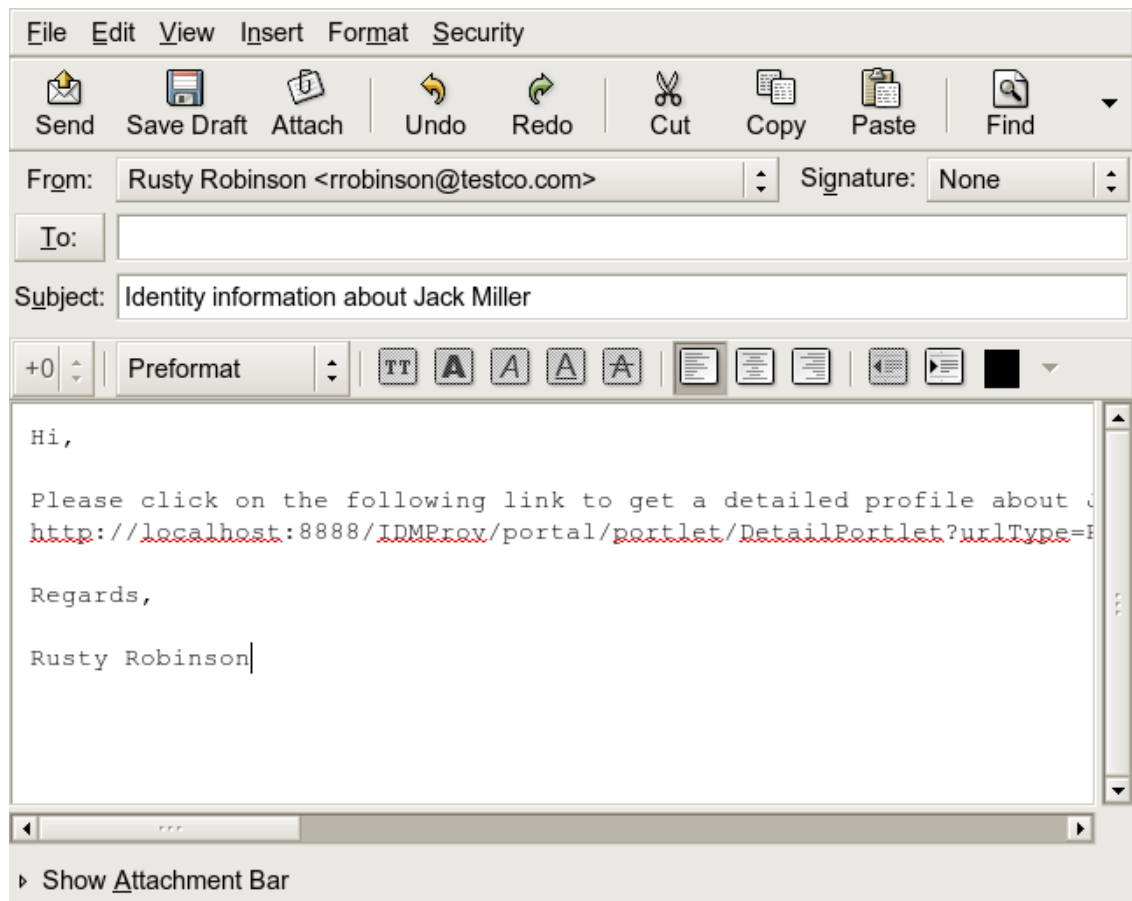 File Edit View Insert Format Security
Send Save Draft Attach Undo Redo Cut Copy Paste Find
From: Rusty Robinson <rrobinson@testco.com> Signature: None
To:
Subject: Identity information about Jack Miller
+0 Preformat TT A A A A
Hi,
Please click on the following link to get a detailed profile about
http://localhost:8888/IDMProv/portal/portlet/DetailPortlet?urlType=
Regards,
Rusty Robinson
Show Attachment Bar